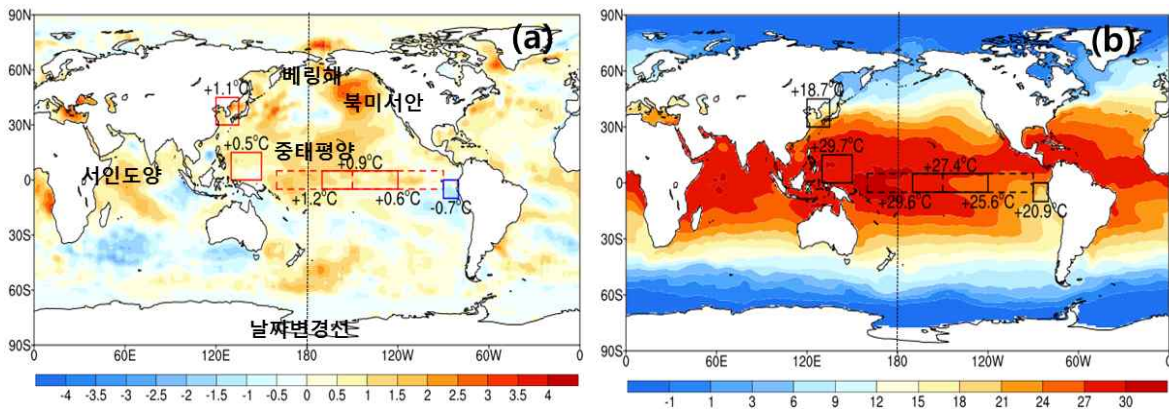 (a)
(b)
90N
60N
30N
0
30S
60S
90S
0
60E
120E
180
120W
60W
0
베링해
북미서안
중태평양
서인도양
날짜변경선
+1.1°C
+0.5°C
+0.9°C
+1.2°C
+0.6°C
-0.7°C
-4 -3.5 -3 -2.5 -2 -1.5 -1 -0.5 0 0.5 1 1.5 2 2.5 3 3.5 4
90N
60N
30N
0
30S
60S
90S
0
60E
120E
180
120W
60W
0
+18.7°C
+29.7°C
+27.4°C
+29.6°C
+25.6°C
+20.9°C
-1 1 3 6 9 12 15 18 21 24 27 30